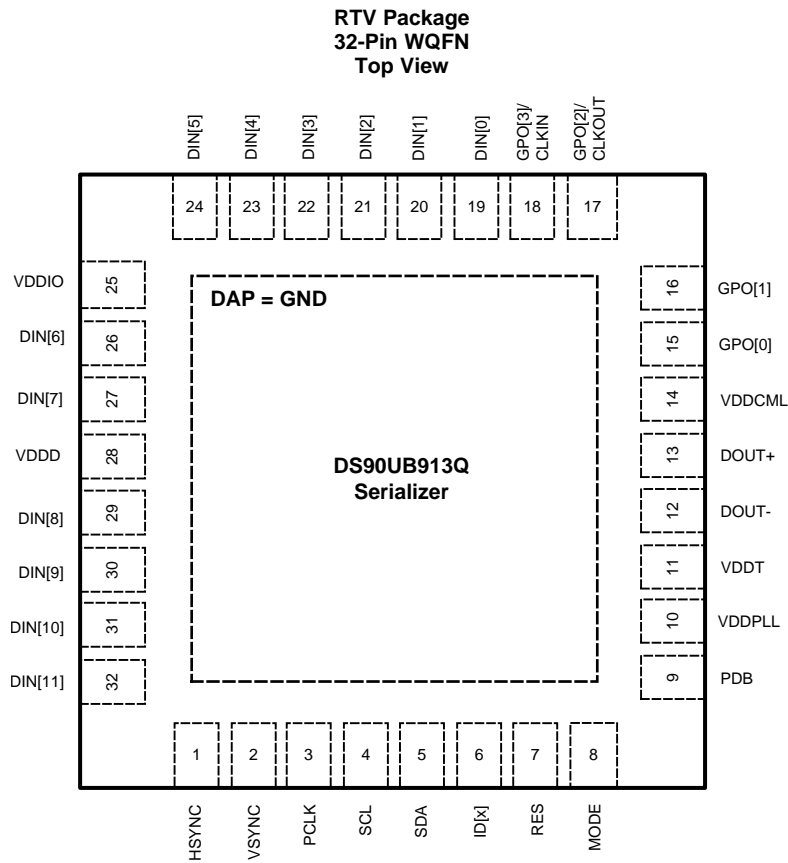 RTV Package
32-Pin WQFN
Top View
DIN[5]
DIN[4]
DIN[3]
DIN[2]
DIN[1]
DIN[0]
GPO[3]/
CLKIN
GPO[2]/
CLKOUT
24
23
22
21
20
19
18
17
VDDIO
25
DIN[6]
26
DIN[7]
27
VDDD
28
DIN[8]
29
DIN[9]
30
DIN[10]
31
DIN[11]
32
DAP = GND
DS90UB913Q
Serializer
16
GPO[1]
15
GPO[0]
14
VDDCML
13
DOUT+
12
DOUT-
11
VDDT
10
VDDPLL
9
PDB
1
2
3
4
5
6
7
8
HSYNC
VSYNC
PCLK
SCL
SDA
ID[x]
RES
MODE